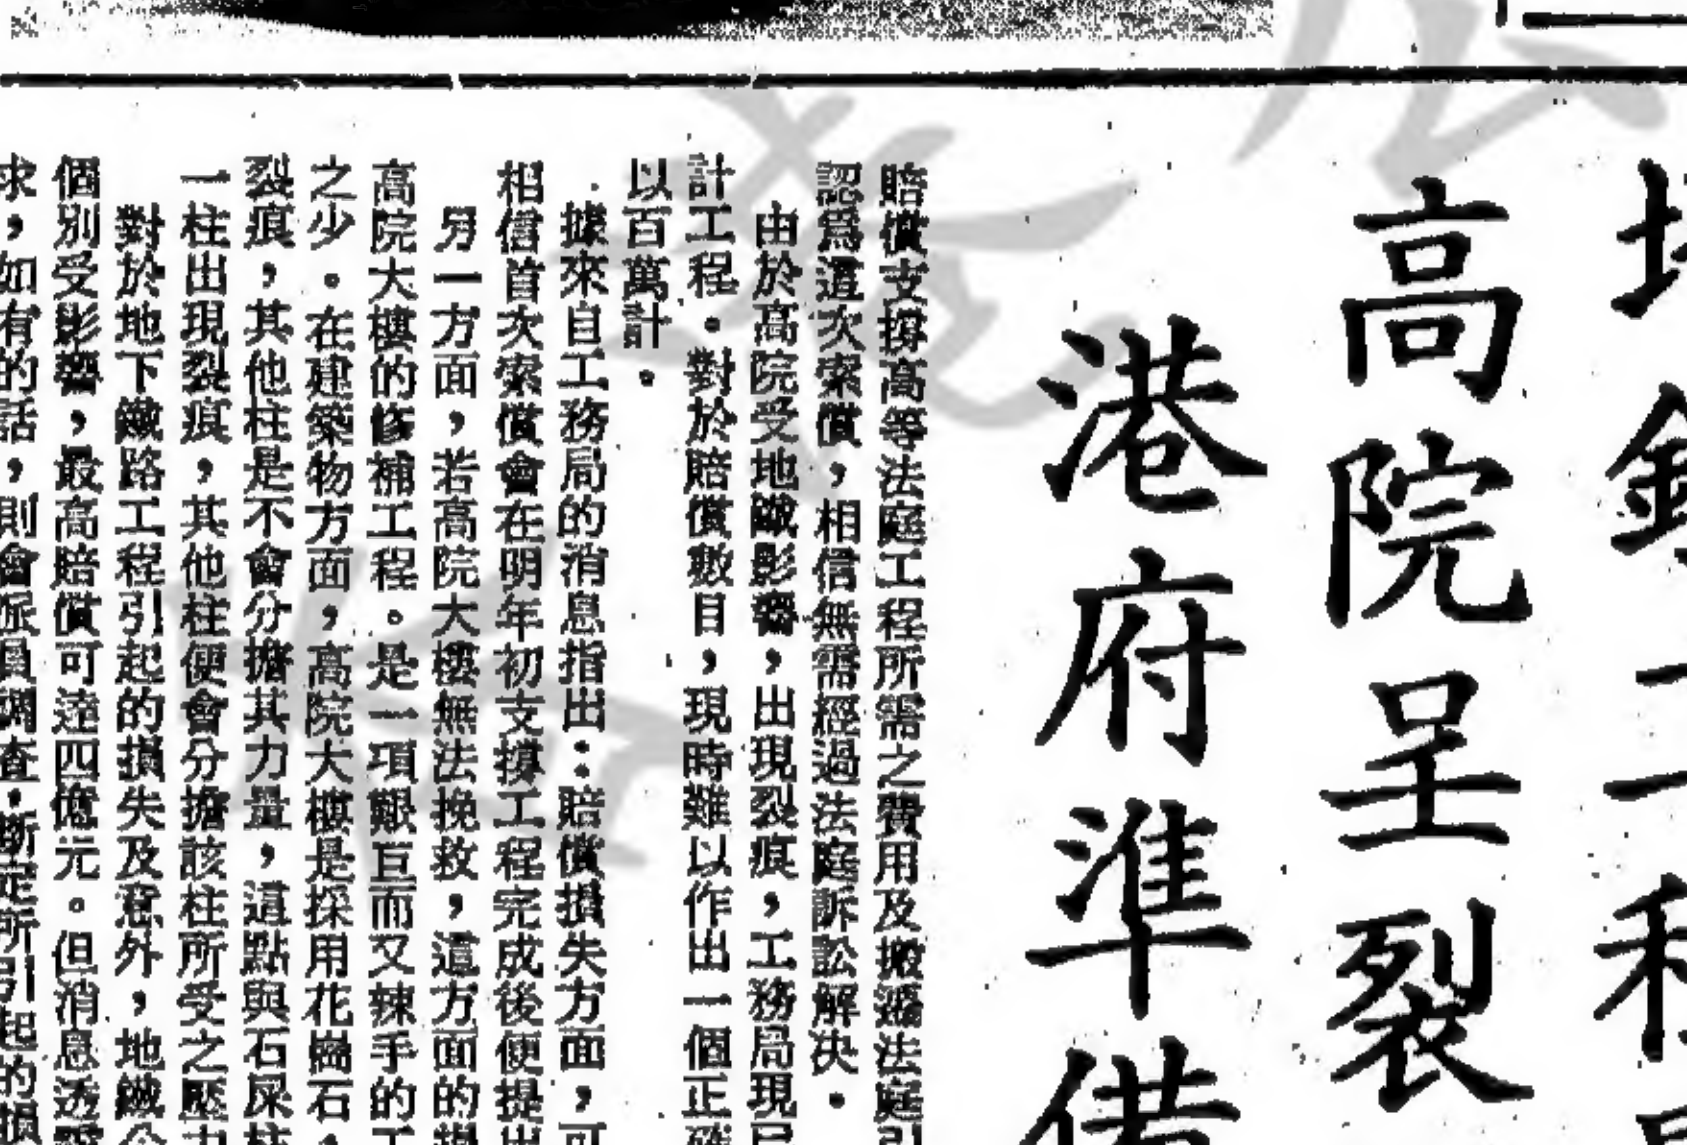 地鐵工程
高院呈裂
港府準備
賠償支撐高等法庭工程所需之費用及搬遷法庭引
認為這次索償，相信無需經過法庭訴訟解決．
由於高院受地鐵影響，出現裂痕，工務局現已
計工程。對於賠償數目，現時難以作出一個正確
以百萬計。
據來自工務局的消息指出：賠償損失方面，可
相信首次索償會在明年初支撐工程完成後便提出
另一方面，若高院大樓無法挽救，這方面的損
高院大樓的修補工程。是一項艱巨而又辣手的工
之少。在建築物方面，高院大樓是採用花崗石，
裂痕，其他柱是不會分擔其力量，這點與石屎柱
一柱出現裂痕，其他柱便會分擔該柱所受之壓力
對於地下鐵路工程引起的損失及意外，地鐵公
個別受影響，最高賠償可達四億元。但消息透露
求，如有的話，則會派員調查，斷定所引起的損